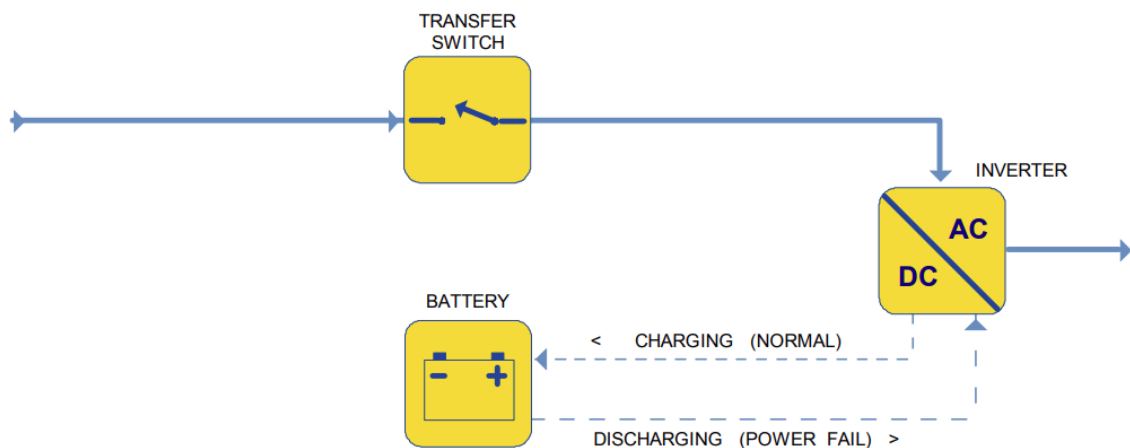 TRANSFER
SWITCH
INVERTER
AC
DC
BATTERY
< CHARGING (NORMAL)
- +
DISCHARGING (POWER FAIL) >